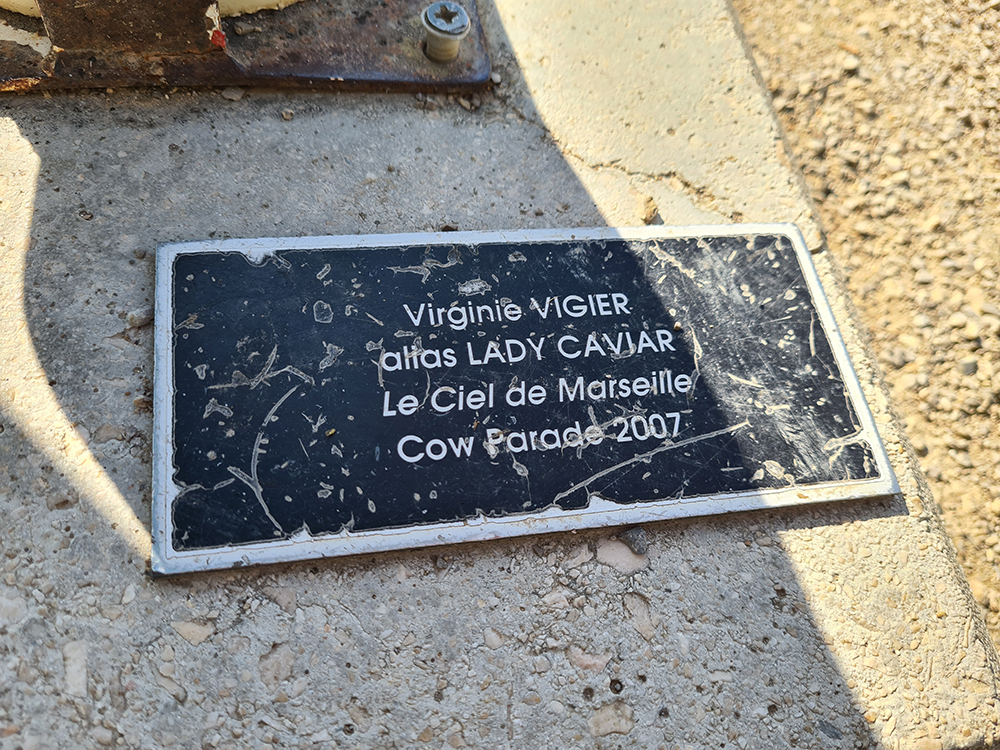 Virginie VIGIER
alias LADY CAVIAR
Le Ciel de Marseille
Cow Parade 2007